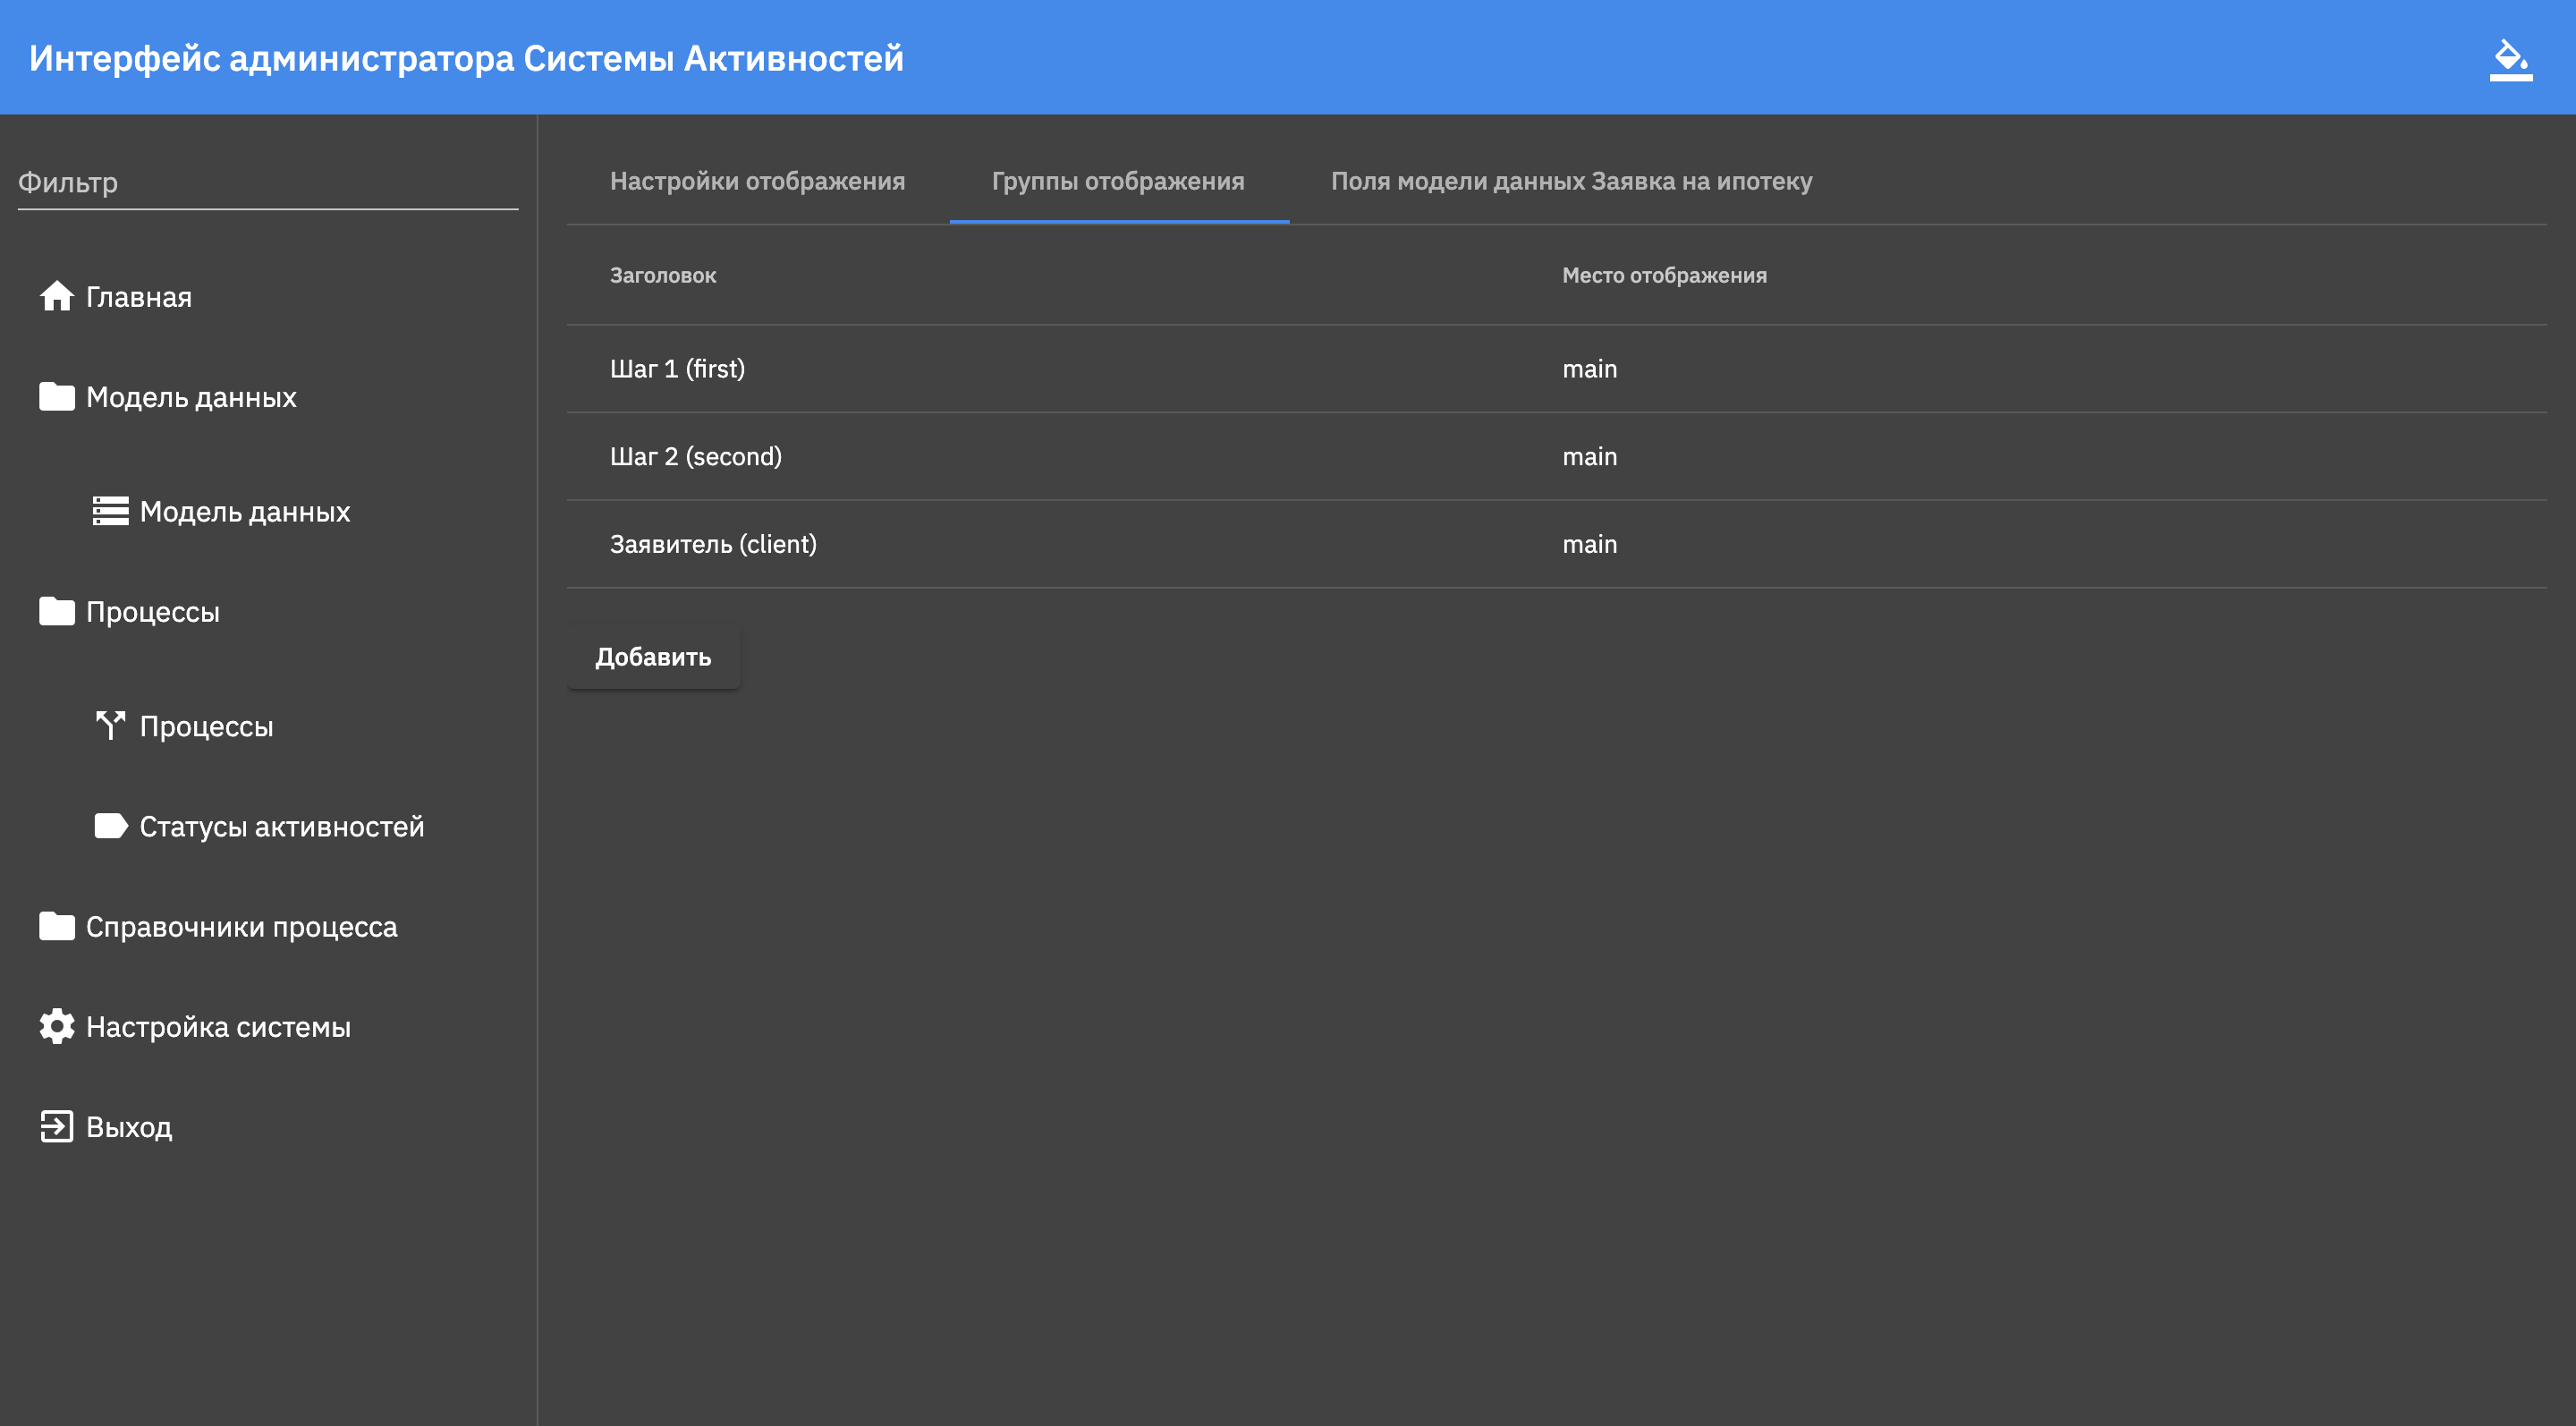 Интерфейс администратора Системы Активностей
Фильтр
Главная
Модель данных
Модель данных
Процессы
Процессы
Статусы активностей
Справочники процесса
Настройка системы
Выход
Настройки отображения Группы отображения Поля модели данных Заявка на ипотеку
Заголовок Место отображения
Шаг 1 (first) main
Шаг 2 (second) main
Заявитель (client) main
Добавить